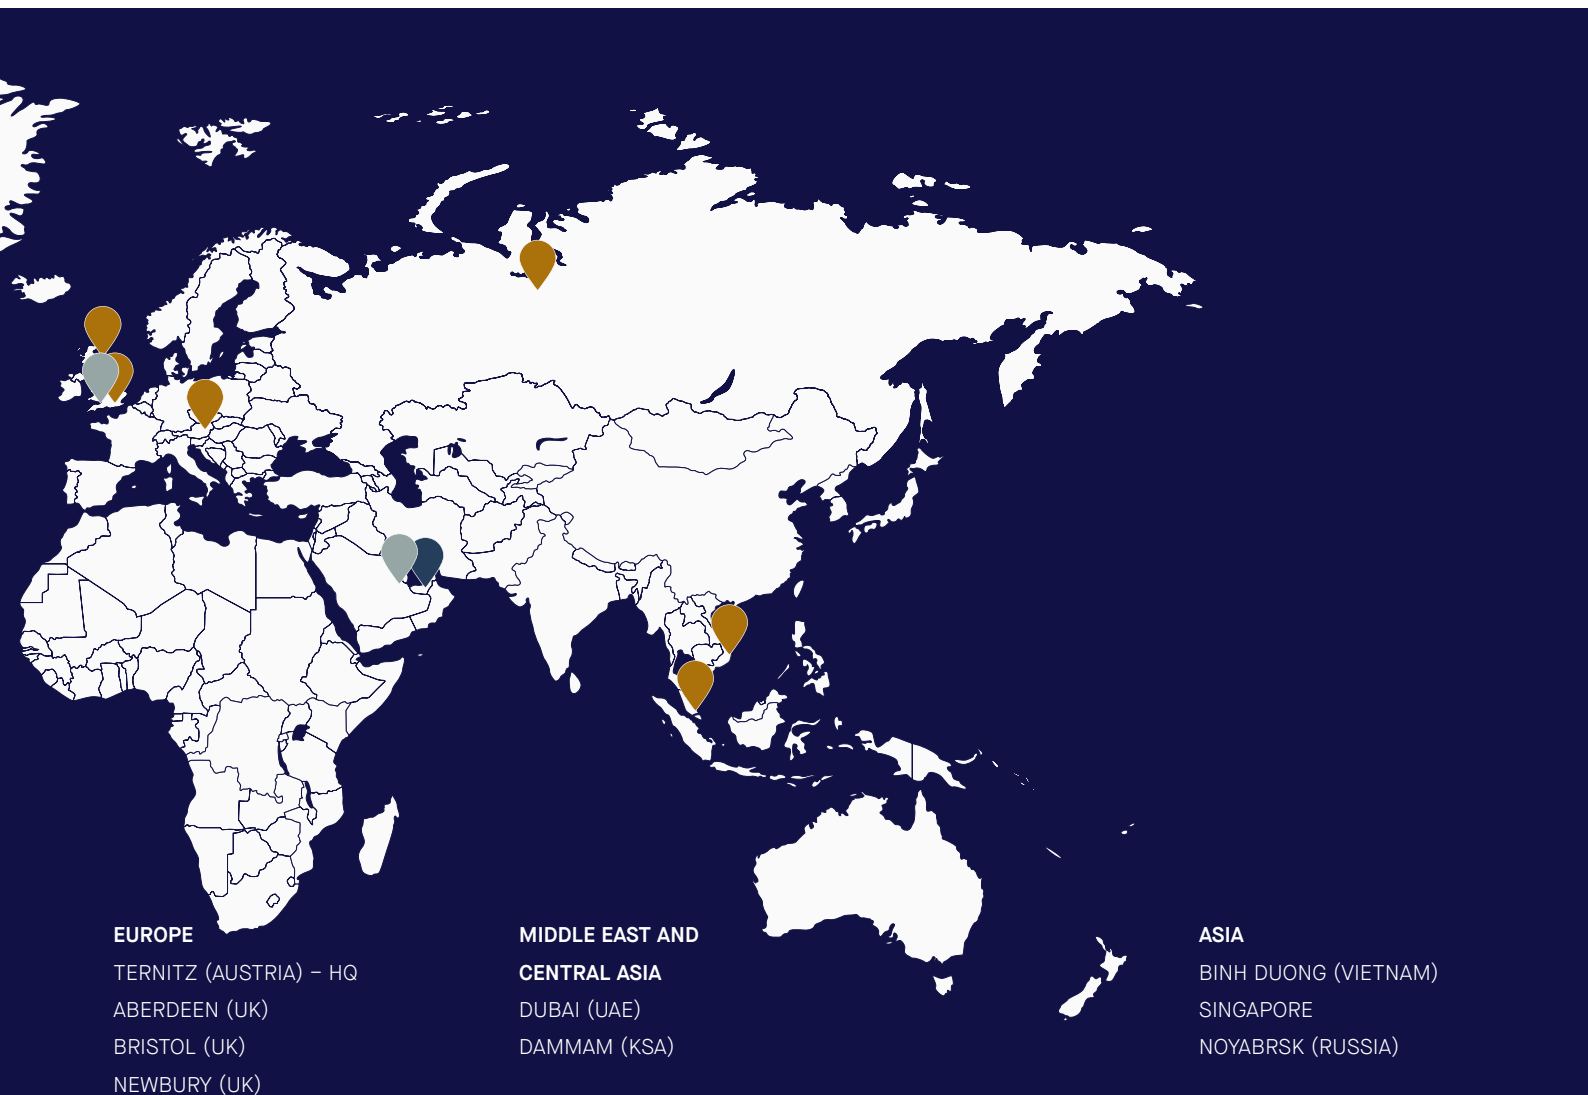 EUROPE
TERNITZ (AUSTRIA) – HQ
ABERDEEN (UK)
BRISTOL (UK)
NEWBURY (UK)
MIDDLE EAST AND
CENTRAL ASIA
DUBAI (UAE)
DAMMAM (KSA)
ASIA
BINH DUONG (VIETNAM)
SINGAPORE
NOYABRSK (RUSSIA)